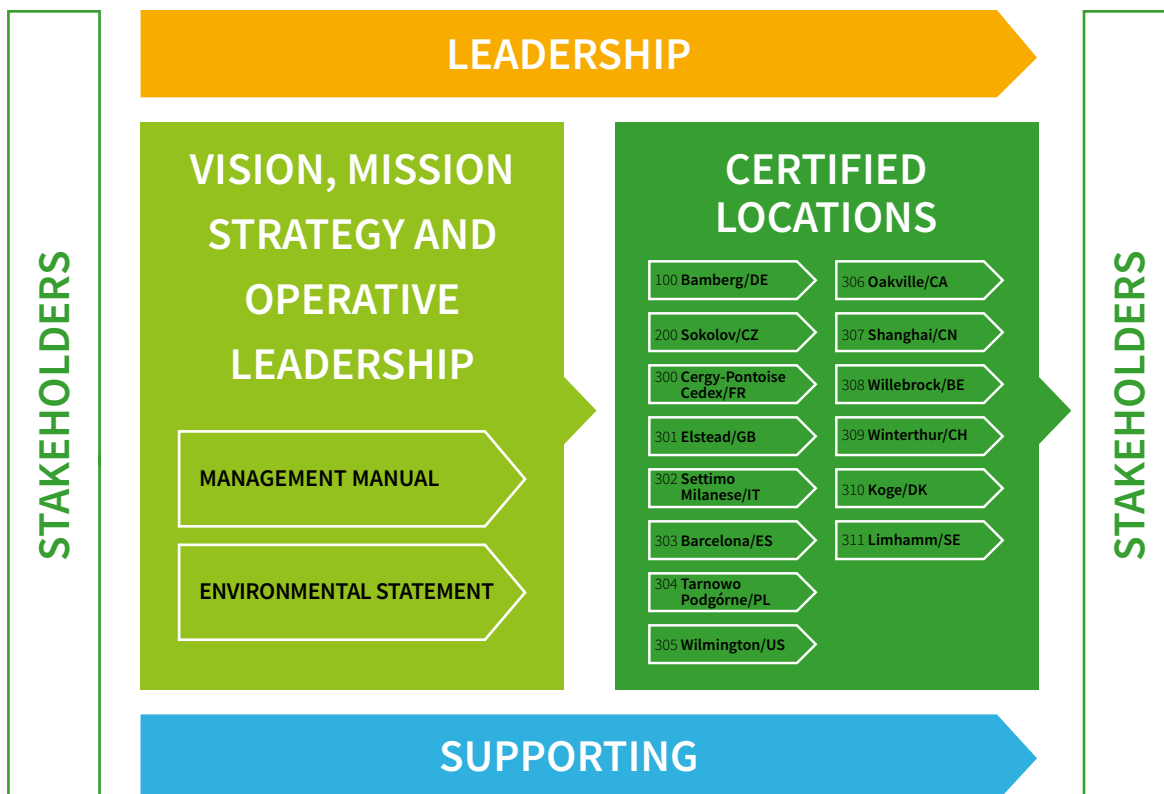 STAKEHOLDERS
LEADERSHIP
VISION, MISSION
STRATEGY AND
OPERATIVE
LEADERSHIP
MANAGEMENT MANUAL
ENVIRONMENTAL STATEMENT
CERTIFIED
LOCATIONS
100 Bamberg/DE
200 Sokolov/CZ
300 Cergy-Pontoise
Cedex/FR
301 Elstead/GB
302 Settimo
Milanese/IT
303 Barcelona/ES
304 Tarnowo
Podgórne/PL
305 Wilmington/US
306 Oakville/CA
307 Shanghai/CN
308 Willebrock/BE
309 Winterthur/CH
310 Koge/DK
311 Limhamm/SE
SUPPORTING
STAKEHOLDERS